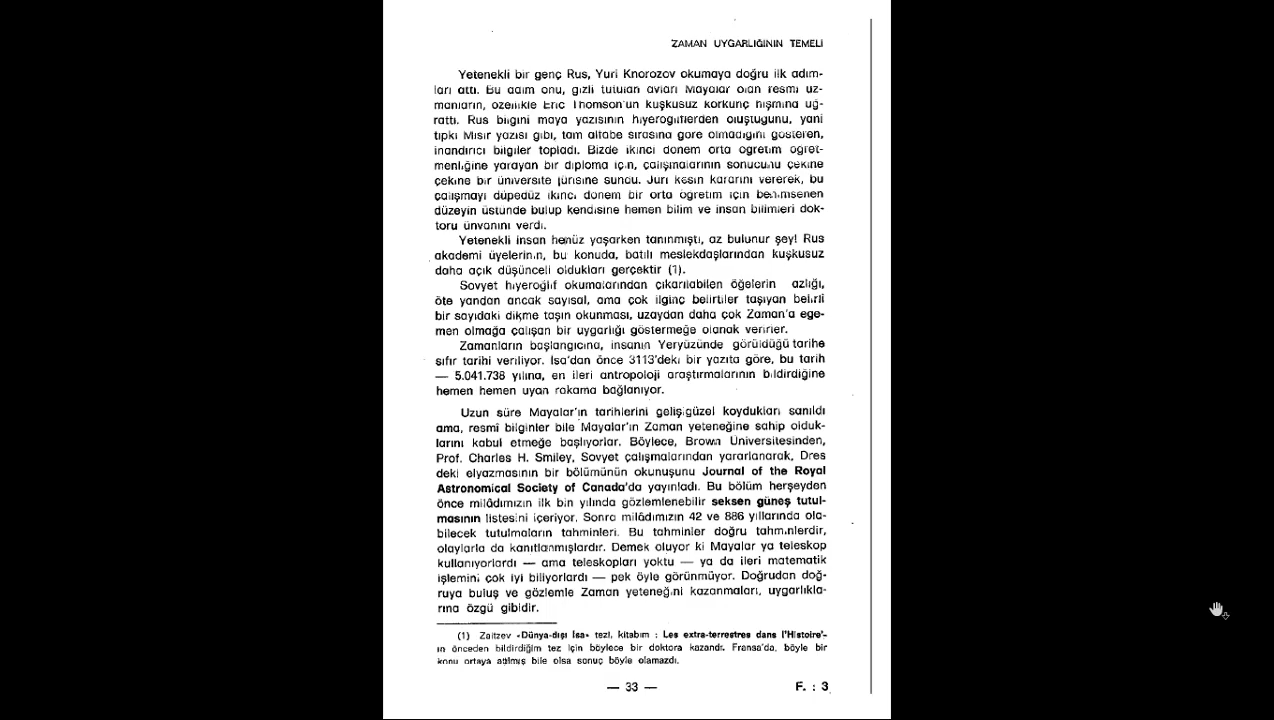 ZAMAN UYGARLIĞININ TEMELİ
Yetenekli bir genç Rus, Yuri Knorozov okumaya doğru ilk adım-
ları attı. Bu adım onu, gizli tutulan avları Mayalar olan resmi uz-
manların, özellikle Eric Thomson'un kuşkusuz korkunç hışmına uğ-
rattı. Rus bilgini maya yazısının hiyerogliflerden oluştuğunu, yani
tıpkı Mısır yazısı gibi, tam alfabe sırasına göre olmadığını gösteren,
inandırıcı bilgiler topladı. Bizde ikinci dönem orta öğretim öğret-
menliğine yarayan bir diploma için, çalışmalarının sonucunu çekine
çekine bir üniversite jürisine sundu. Juri kesin kararını vererek, bu
çalışmayı düpedüz ikinci dönem bir orta öğretim için benimsenen
düzeyin üstünde bulup kendisine hemen bilim ve insan bilimleri dok-
toru ünvanını verdi.
Yetenekli insan henüz yaşarken tanınmıştı, az bulunur şey! Rus
akademi üyelerinin, bu konuda, batılı meslekdaşlarından kuşkusuz
daha açık düşünceli oldukları gerçektir (1).
Sovyet hiyeroglif okumalarından çıkarılabilen öğelerin azlığı,
öte yandan ancak sayısal, ama çok ilginç belirtiler taşıyan belirli
bir sayıdaki dikme taşın okunması, uzaydan daha çok Zaman'a ege-
men olmağa çalışan bir uygarlığı göstermeğe olanak verirler.
Zamanların başlangıcına, insanın Yeryüzünde görüldüğü tarihe
sıfır tarihi veriliyor. İsa'dan önce 3113'deki bir yazıta göre, bu tarih
— 5.041.738 yılına, en ileri antropoloji araştırmalarının bildirdiğine
hemen hemen uyan rakama bağlanıyor.
Uzun süre Mayalar'ın tarihlerini gelişigüzel koydukları sanıldı
ama, resmî bilginler bile Mayalar'ın Zaman yeteneğine sahip olduk-
larını kabul etmeğe başlıyorlar. Böylece, Brown Üniversitesinden,
Prof. Charles H. Smiley, Sovyet çalışmalarından yararlanarak, Dres
deki elyazmasının bir bölümünün okunuşunu Journal of the Royal
Astronomical Society of Canada'da yayınladı. Bu bölüm herşeyden
önce milâdımızın ilk bin yılında gözlemlenebilir seksen güneş tutul-
masının listesini içeriyor. Sonra milâdımızın 42 ve 886 yıllarında ola-
bilecek tutulmaların tahminleri. Bu tahminler doğru tahminlerdir,
olaylarla da kanıtlanmışlardır. Demek oluyor ki Mayalar ya teleskop
kullanıyorlardı — ama teleskopları yoktu — ya da ileri matematik
işlemini çok iyi biliyorlardı — pek öyle görünmüyor. Doğrudan doğ-
ruya buluş ve gözlemle Zaman yeteneğini kazanmaları, uygarlıkla-
rına özgü gibidir.
(1) Zaitzev «Dünya-dışı İsa» tezi, kitabım : Les extra-terrestres dans l'Histoire'-
ın önceden bildirdiğim tez için böylece bir doktora kazandı. Fransa'da, böyle bir
konu ortaya atılmış bile olsa sonuç böyle olamazdı.
— 33 —
F. : 3